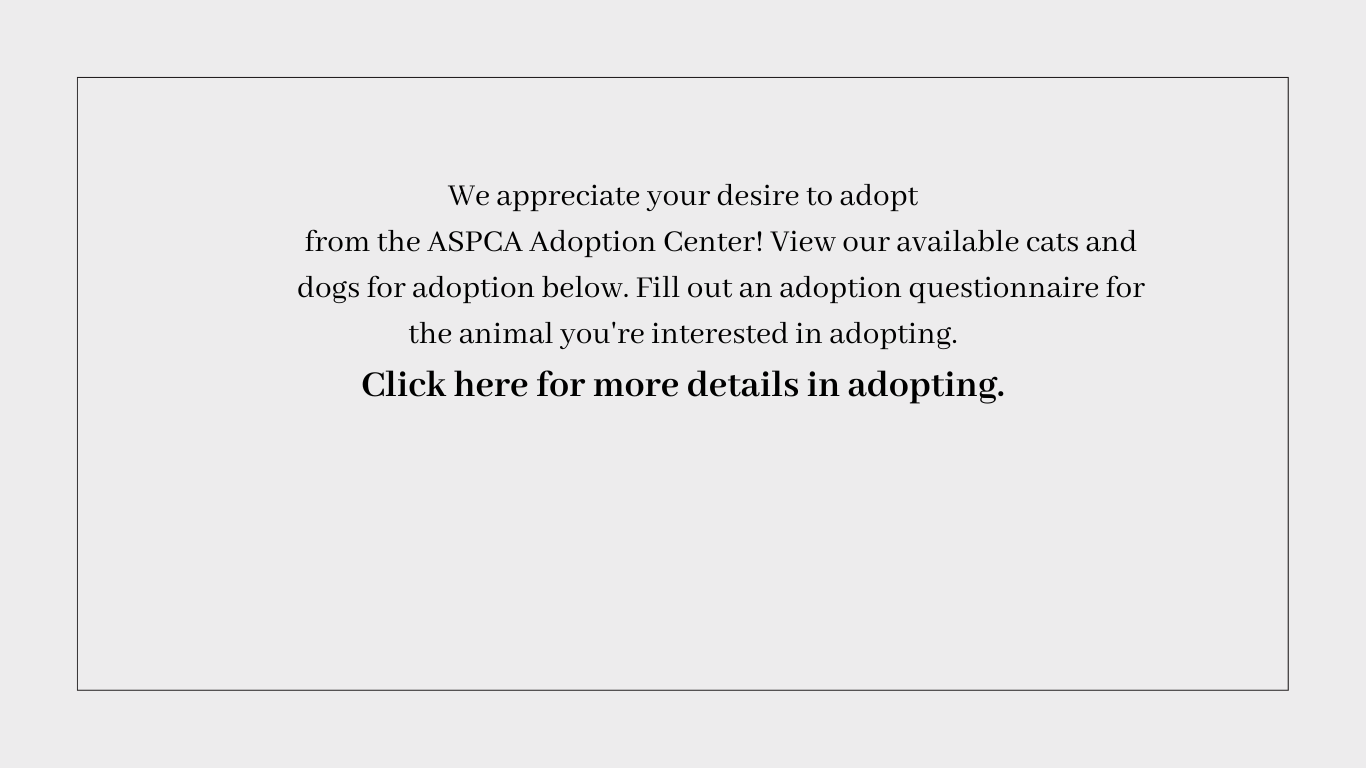 We appreciate your desire to adopt
from the ASPCA Adoption Center! View our available cats and
dogs for adoption below. Fill out an adoption questionnaire for
the animal you're interested in adopting.
Click here for more details in adopting.